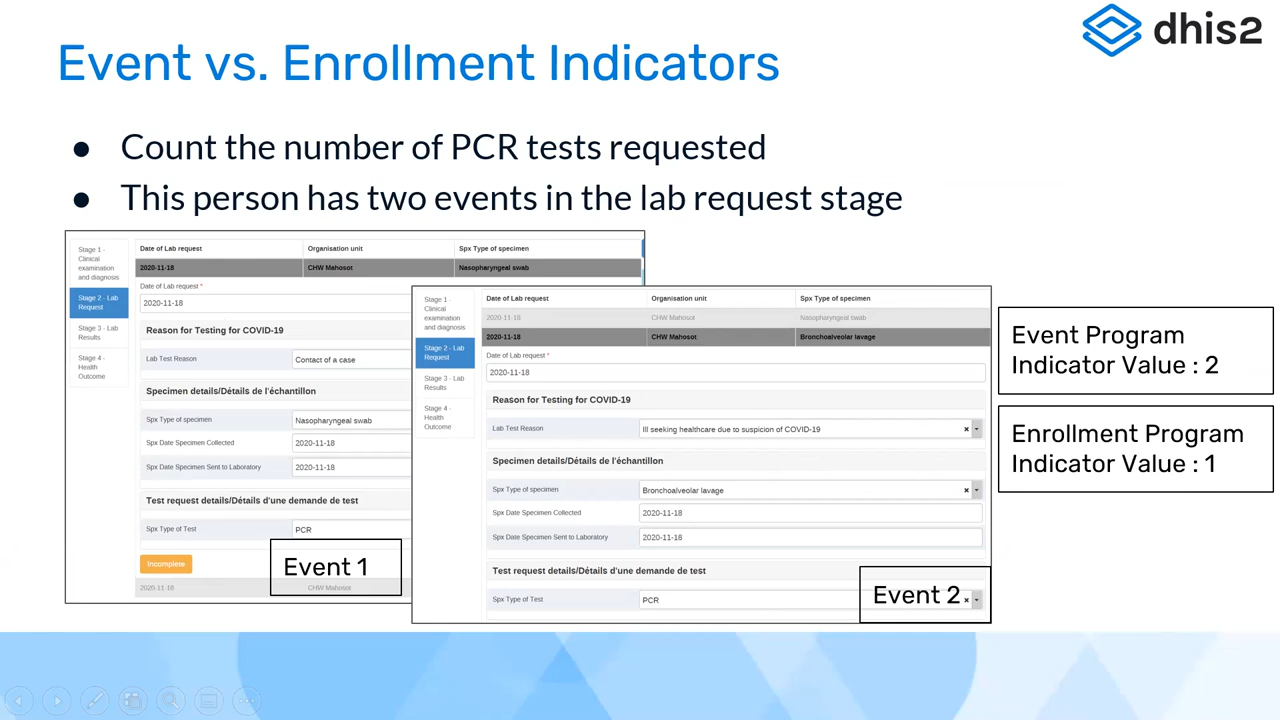 dhis2
Event vs. Enrollment Indicators
● Count the number of PCR tests requested
● This person has two events in the lab request stage
Stage 1 -
Clinical
examination
and diagnosis
Stage 2 - Lab
Request
Stage 3 - Lab
Results
Stage 4 -
Health
Outcome
Date of Lab request Organisation unit Spx Type of specimen
2020-11-18 CHW Mahosot Nasopharyngeal swab
Date of Lab request *
2020-11-18
Reason for Testing for COVID-19
Lab Test Reason Contact of a case
Specimen details/Détails de l'échantillon
Spx Type of specimen Nasopharyngeal swab
Spx Date Specimen Collected 2020-11-18
Spx Date Specimen Sent to Laboratory 2020-11-18
Test request details/Détails d'une demande de test
Spx Type of Test PCR
Incomplete
2020-11-18 CHW Mahosot
Event 1
Stage 1 -
Clinical
examination
and diagnosis
Stage 2 - Lab
Request
Stage 3 - Lab
Results
Stage 4 -
Health
Outcome
Date of Lab request Organisation unit Spx Type of specimen
2020-11-18 CHW Mahosot Nasopharyngeal swab
2020-11-18 CHW Mahosot Bronchoalveolar lavage
Date of Lab request *
2020-11-18
Reason for Testing for COVID-19
Lab Test Reason Ill seeking healthcare due to suspicion of COVID-19
Specimen details/Détails de l'échantillon
Spx Type of specimen Bronchoalveolar lavage
Spx Date Specimen Collected 2020-11-18
Spx Date Specimen Sent to Laboratory 2020-11-18
Test request details/Détails d'une demande de test
Spx Type of Test PCR
Event 2
Event Program
Indicator Value : 2
Enrollment Program
Indicator Value : 1